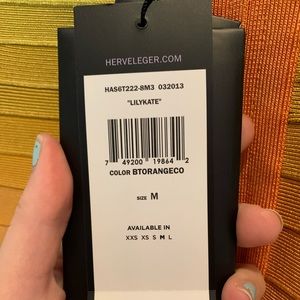 HERVELEGER.COM
HAS6T222-8M3 032013
"LILYKATE"
7 49200 19864 2
COLOR BTORANGECO
SIZE M
AVAILABLE IN
XXS XS S M L